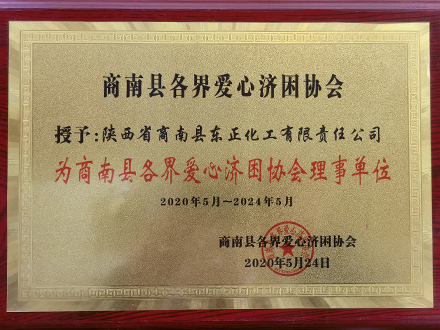 商南县各界爱心济困协会
授予:陕西省商南县东正化工有限责任公司
为商南县各界爱心济困协会理事单位
2020年5月~2024年5月
商南县各界爱心济困协会
2020年5月24日